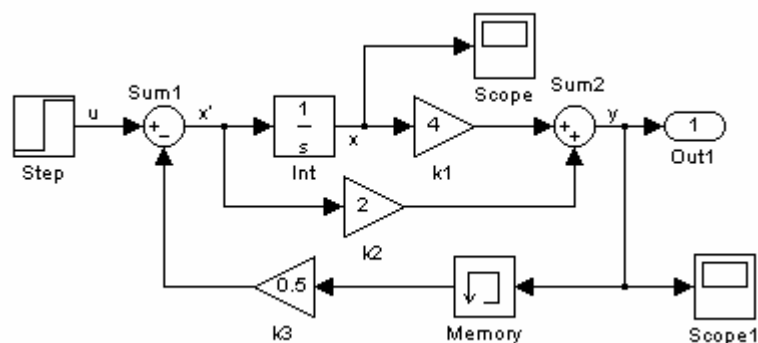 Sum1
Scope
Sum2
Step
u
+
−
x'
1
s
Int
x
4
k1
+
+
y
1
Out1
2
k2
0.5
k3
Memory
Scope1